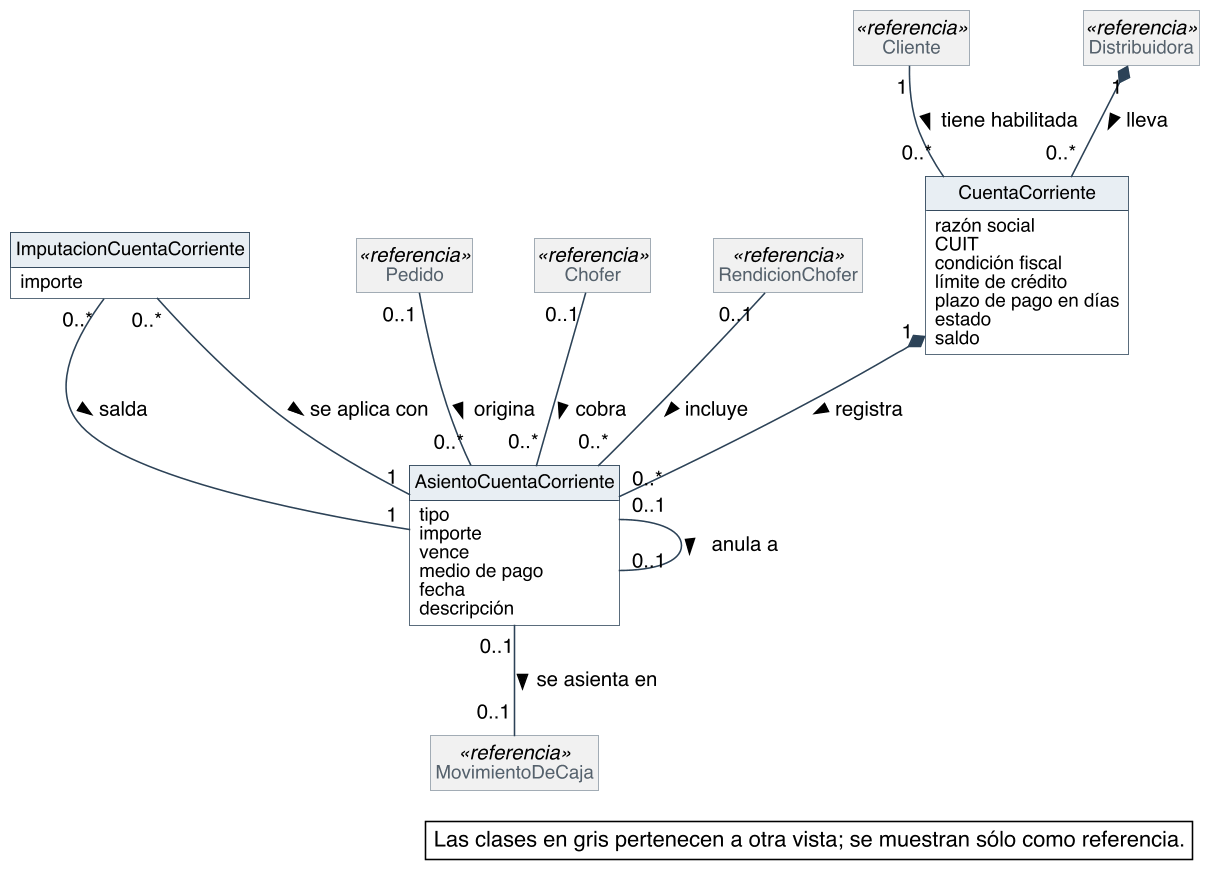 «referencia»
Cliente
«referencia»
Distribuidora
1
1
tiene habilitada
lleva
0..*
0..*
CuentaCorriente
razón social
CUIT
condición fiscal
límite de crédito
plazo de pago en días
estado
saldo
ImputacionCuentaCorriente
importe
«referencia»
Pedido
«referencia»
Chofer
«referencia»
RendicionChofer
0..*
0..*
0..1
0..1
0..1
1
salda
se aplica con
origina
cobra
incluye
registra
0..*
0..*
0..*
0..*
1
1
AsientoCuentaCorriente
tipo
importe
vence
medio de pago
fecha
descripción
0..1
anula a
0..1
0..1
se asienta en
0..1
«referencia»
MovimientoDeCaja
Las clases en gris pertenecen a otra vista; se muestran sólo como referencia.